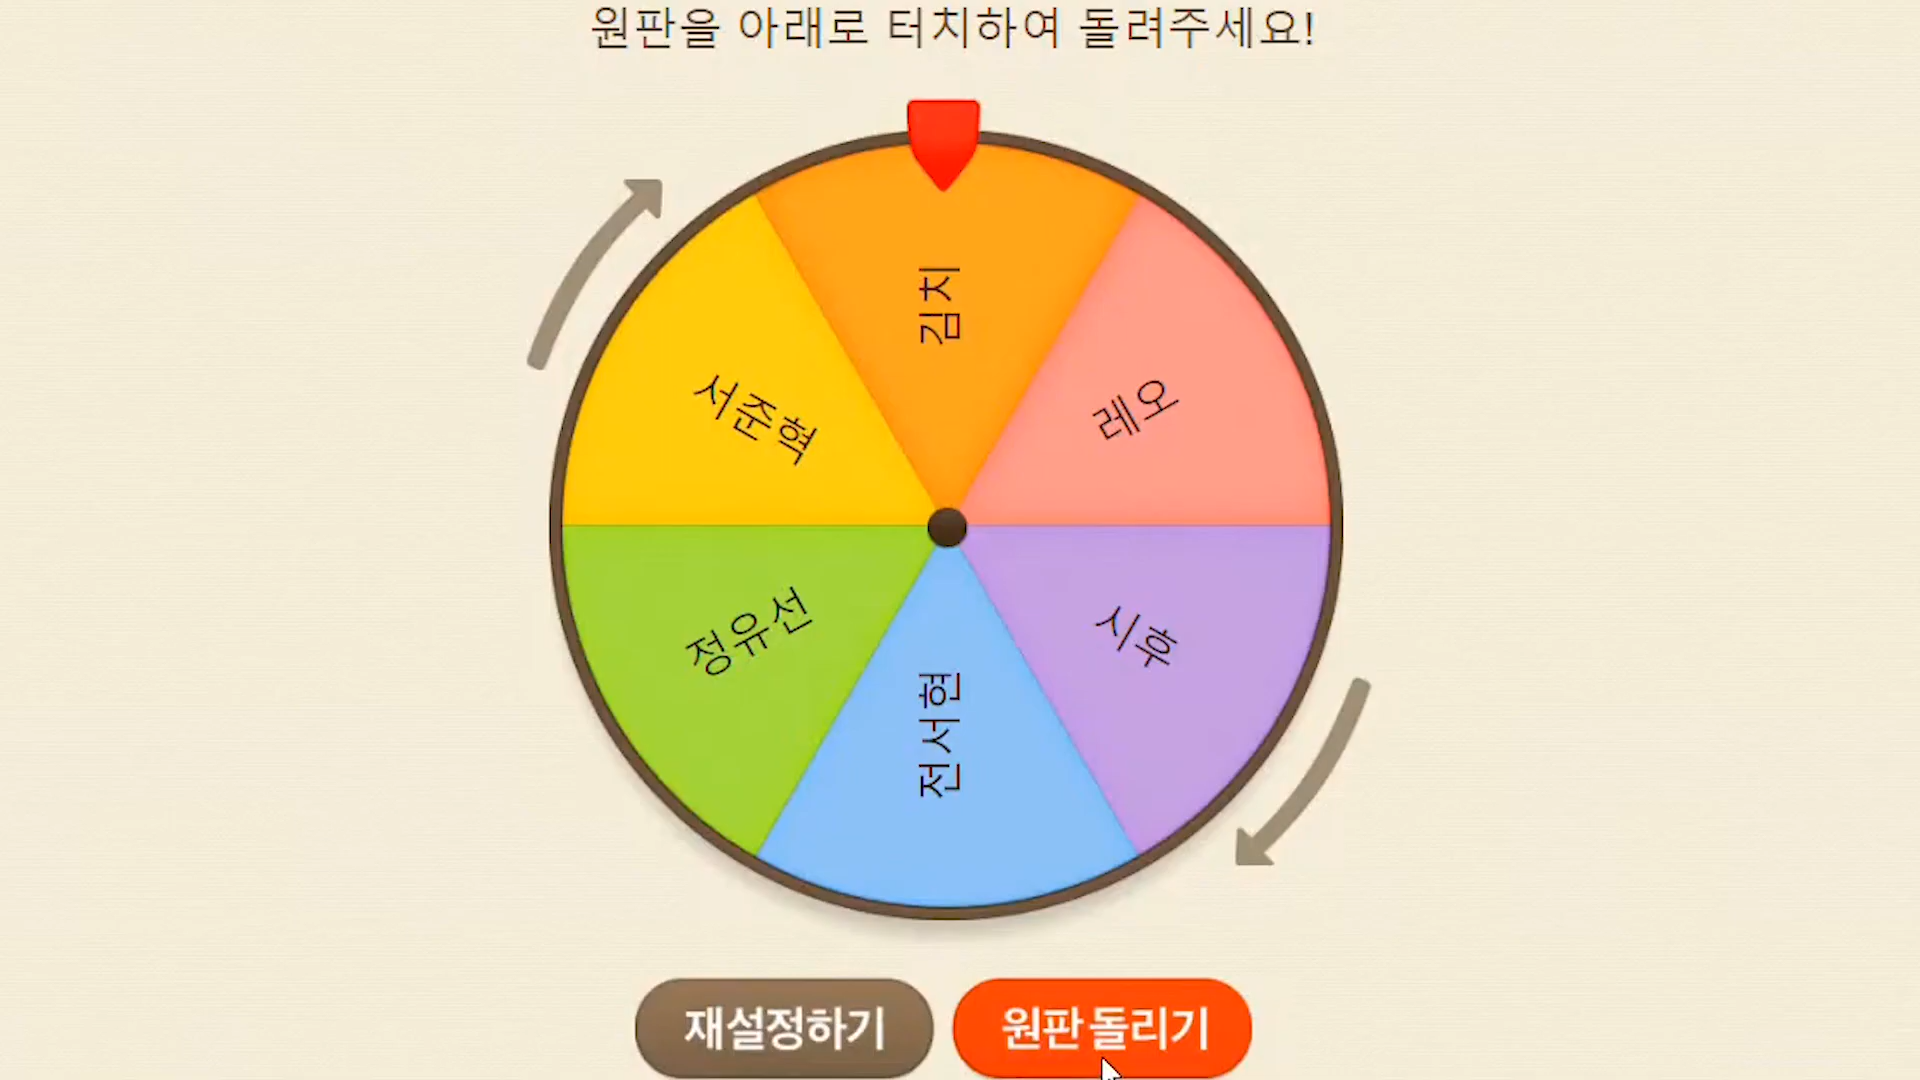 원판을 아래로 터치하여 돌려주세요!
김치
레오
서준혁
시후
정유선
전서현
재설정하기
원판 돌리기